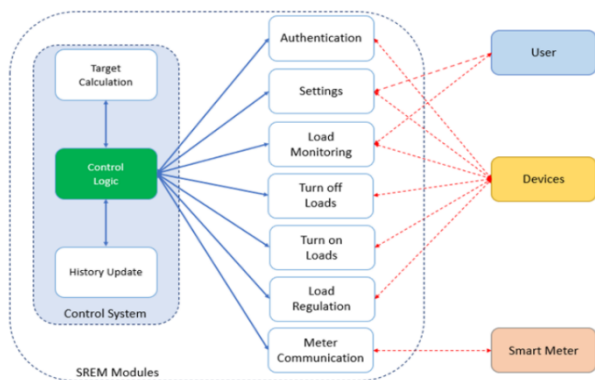 Target
Calculation
Control
Logic
History Update
Control System
SREM Modules
Authentication
Settings
Load
Monitoring
Turn off
Loads
Turn on
Loads
Load
Regulation
Meter
Communication
User
Devices
Smart Meter